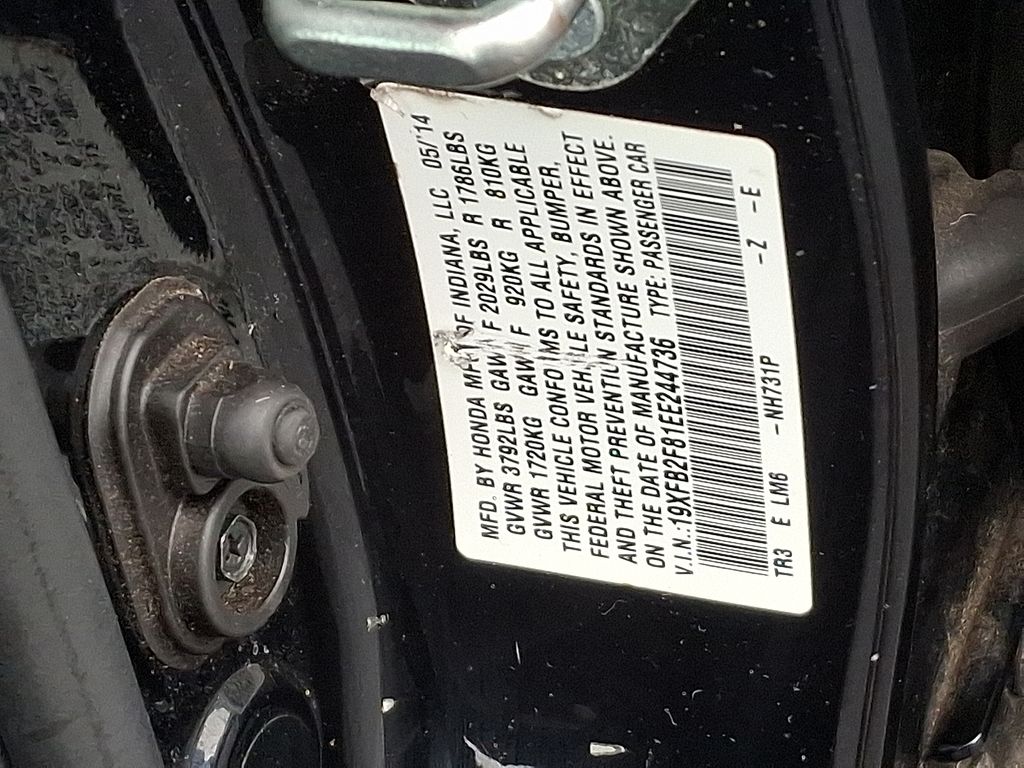 MFD. BY HONDA MFG. OF INDIANA, LLC 05/'14
GVWR 3792LBS GAWR F 2029LBS R 1786LBS
GVWR 1720KG GAWR F 920KG R 810KG
THIS VEHICLE CONFORMS TO ALL APPLICABLE
FEDERAL MOTOR VEHICLE SAFETY, BUMPER,
AND THEFT PREVENTION STANDARDS IN EFFECT
ON THE DATE OF MANUFACTURE SHOWN ABOVE.
V.I.N.:19XFB2F81EE244736 TYPE: PASSENGER CAR
TR3 E LM6 -NH731P -Z -E